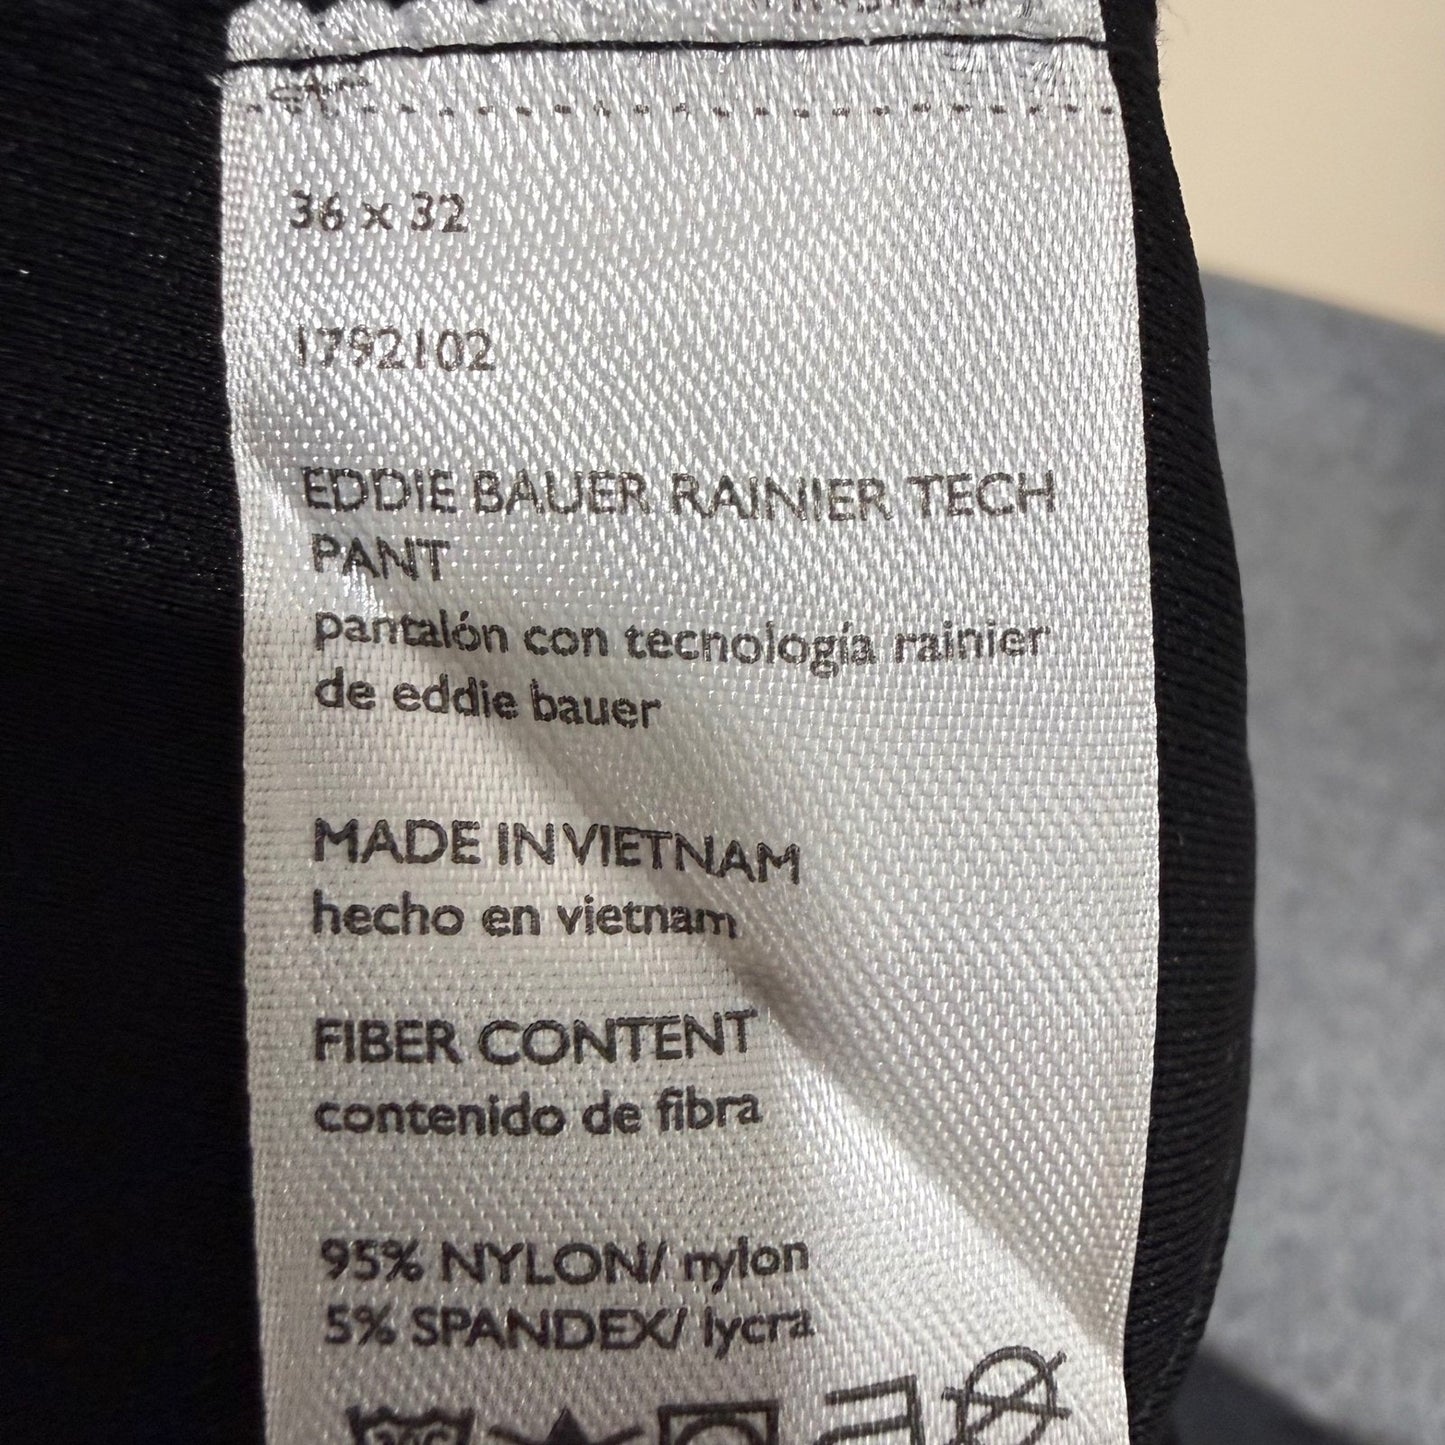 36 x 32
1792102
EDDIE BAUER RAINIER TECH
PANT
pantalón con tecnología rainier
de eddie bauer
MADE IN VIETNAM
hecho en vietnam
FIBER CONTENT
contenido de fibra
95% NYLON/ nylon
5% SPANDEX/ lycra